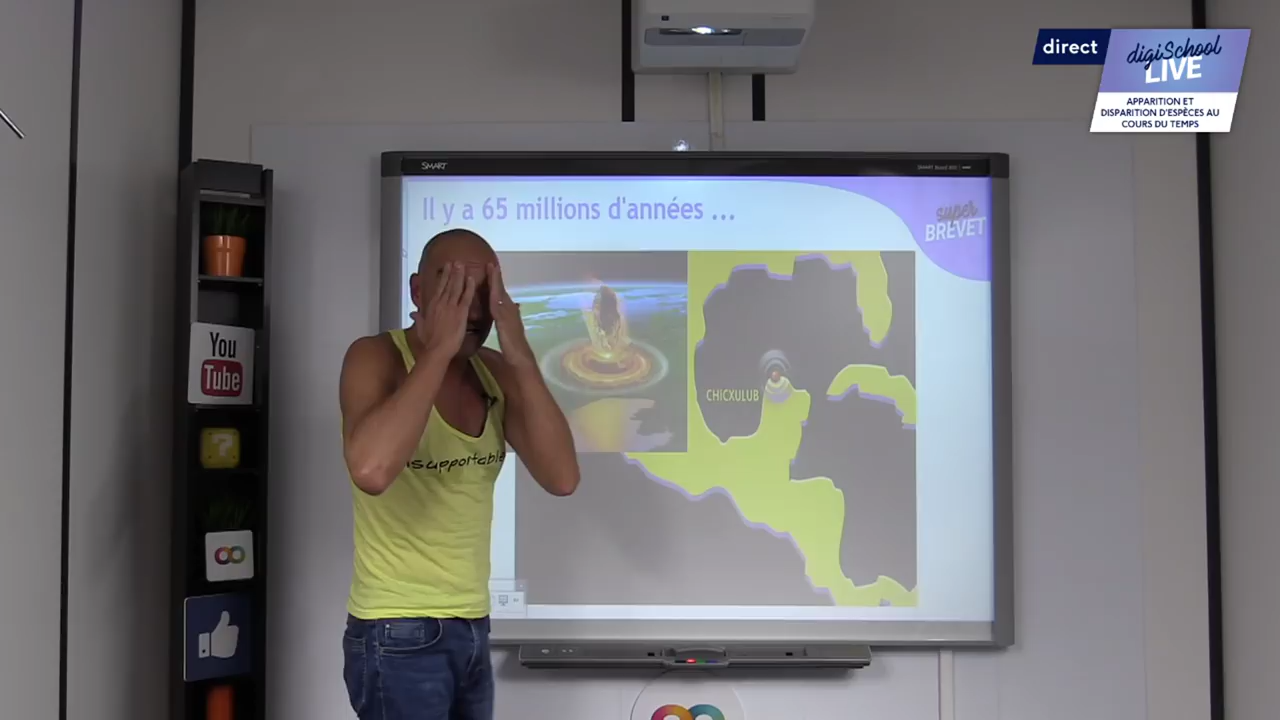 direct
digiSchool
LIVE
APPARITION ET
DISPARITION D'ESPÈCES AU
COURS DU TEMPS
SMART
Il y a 65 millions d'années ...
super
BREVET
You
Tube
CHICXULUB
?
supportable